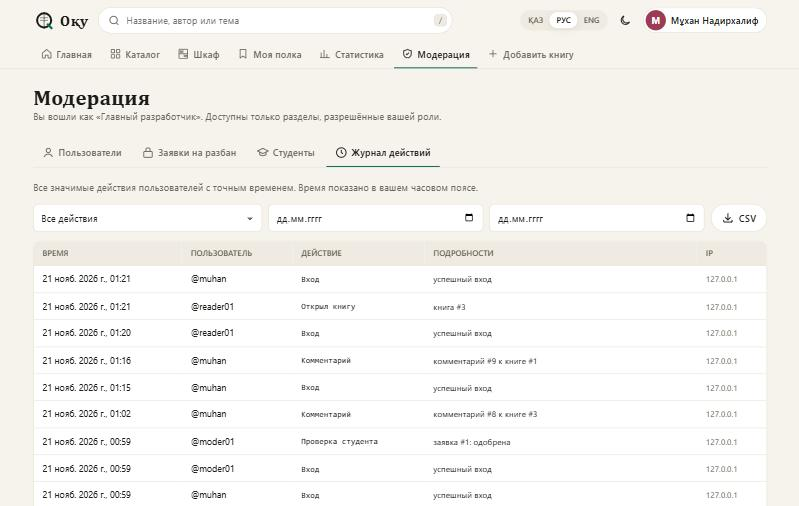 Оқу
Название, автор или тема
/
ҚАЗ РУС ENG
М Мұхан Надирхалиф
Главная Каталог Шкаф Моя полка Статистика Модерация Добавить книгу
Модерация
Вы вошли как «Главный разработчик». Доступны только разделы, разрешённые вашей роли.
Пользователи Заявки на разбан Студенты Журнал действий
Все значимые действия пользователей с точным временем. Время показано в вашем часовом поясе.
Все действия дд.мм.гггг дд.мм.гггг CSV
ВРЕМЯ ПОЛЬЗОВАТЕЛЬ ДЕЙСТВИЕ ПОДРОБНОСТИ IP
21 нояб. 2026 г., 01:21 @muhan Вход успешный вход 127.0.0.1
21 нояб. 2026 г., 01:21 @reader01 Открыл книгу книга #3 127.0.0.1
21 нояб. 2026 г., 01:20 @reader01 Вход успешный вход 127.0.0.1
21 нояб. 2026 г., 01:16 @muhan Комментарий комментарий #9 к книге #1 127.0.0.1
21 нояб. 2026 г., 01:15 @muhan Вход успешный вход 127.0.0.1
21 нояб. 2026 г., 01:02 @muhan Комментарий комментарий #8 к книге #3 127.0.0.1
21 нояб. 2026 г., 00:59 @moder01 Проверка студента заявка #1: одобрена 127.0.0.1
21 нояб. 2026 г., 00:59 @moder01 Вход успешный вход 127.0.0.1
21 нояб. 2026 г., 00:59 @muhan Вход успешный вход 127.0.0.1